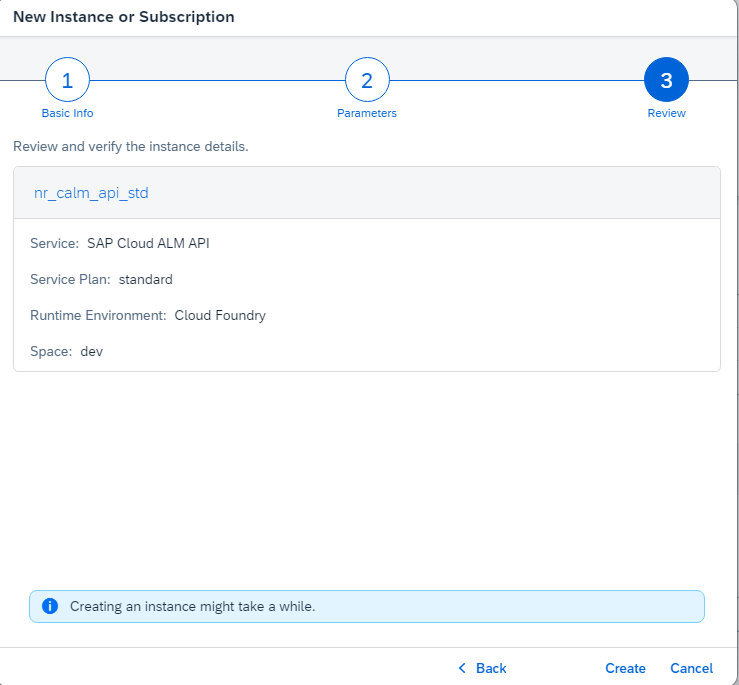 New Instance or Subscription
1
2
3
Basic Info
Parameters
Review
Review and verify the instance details.
nr_calm_api_std
Service: SAP Cloud ALM API
Service Plan: standard
Runtime Environment: Cloud Foundry
Space: dev
Creating an instance might take a while.
Back
Create
Cancel